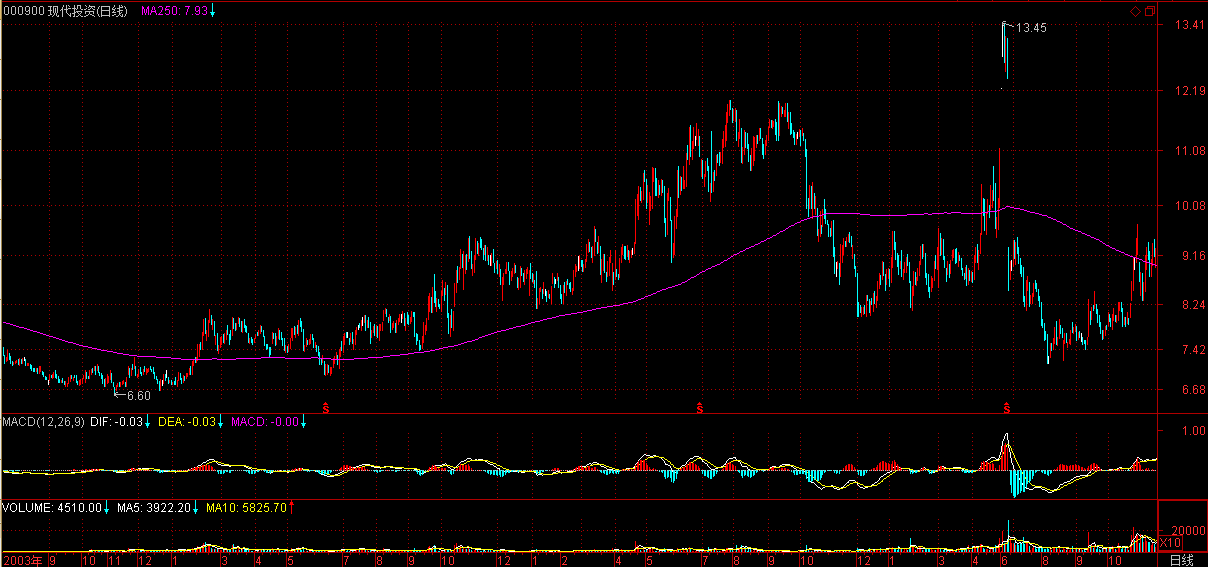 000900 现代投资(日线) MA250: 7.93↓
13.41
13.45
12.19
11.08
10.08
9.16
8.24
7.42
6.68
←6.60
S S S
MACD(12,26,9) DIF: -0.03↓ DEA: -0.03↓ MACD: -0.00↓
1.00
VOLUME: 4510.00↓ MA5: 3922.20↓ MA10: 5825.70↑
20000
X10
2003年 9 10 11 12 1 3 4 5 7 8 9 10 12 1 2 4 5 7 8 9 10 12 1 3 4 6 8 9 10 日线